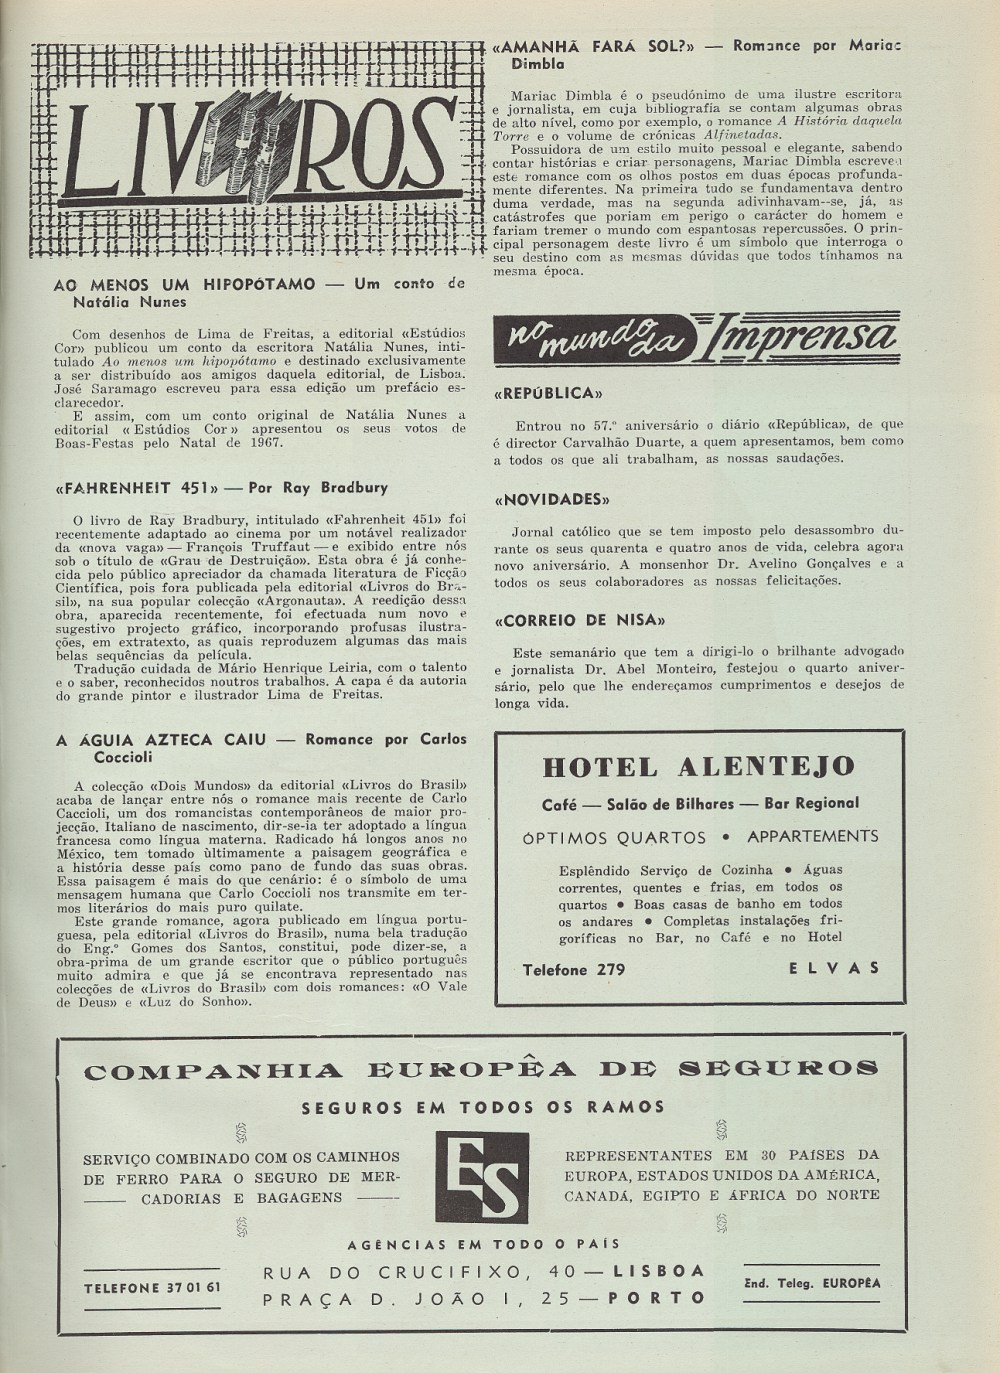 LIVROS
AO MENOS UM HIPOPÓTAMO — Um conto de
Natália Nunes
Com desenhos de Lima de Freitas, a editorial «Estúdios
Cor» publicou um conto da escritora Natália Nunes, inti-
tulado Ao menos um hipopótamo e destinado exclusivamente
a ser distribuído aos amigos daquela editorial, de Lisboa.
José Saramago escreveu para essa edição um prefácio es-
clarecedor.
E assim, com um conto original de Natália Nunes a
editorial «Estúdios Cor» apresentou os seus votos de
Boas-Festas pelo Natal de 1967.
«FAHRENHEIT 451» — Por Ray Bradbury
O livro de Ray Bradbury, intitulado «Fahrenheit 451» foi
recentemente adaptado ao cinema por um notável realizador
da «nova vaga» — François Truffaut — e exibido entre nós
sob o título de «Grau de Destruição». Esta obra é já conhe-
cida pelo público apreciador da chamada literatura de Ficção
Científica, pois fora publicada pela editorial «Livros do Bra-
sil», na sua popular colecção «Argonauta». A reedição dessa
obra, aparecida recentemente, foi efectuada num novo e
sugestivo projecto gráfico, incorporando profusas ilustra-
ções, em extratexto, as quais reproduzem algumas das mais
belas sequências da película.
Tradução cuidada de Mário Henrique Leiria, com o talento
e o saber, reconhecidos noutros trabalhos. A capa é da autoria
do grande pintor e ilustrador Lima de Freitas.
A ÁGUIA AZTECA CAIU — Romance por Carlos
Coccioli
A colecção «Dois Mundos» da editorial «Livros do Brasil»
acaba de lançar entre nós o romance mais recente de Carlo
Caccioli, um dos romancistas contemporâneos de maior pro-
jecção. Italiano de nascimento, dir-se-ia ter adoptado a língua
francesa como língua materna. Radicado há longos anos no
México, tem tomado ùltimamente a paisagem geográfica e
a história desse país como pano de fundo das suas obras.
Essa paisagem é mais do que cenário: é o símbolo de uma
mensagem humana que Carlo Coccioli nos transmite em ter-
mos literários do mais puro quilate.
Este grande romance, agora publicado em língua portu-
guesa, pela editorial «Livros do Brasil», numa bela tradução
do Eng.º Gomes dos Santos, constitui, pode dizer-se, a
obra-prima de um grande escritor que o público português
muito admira e que já se encontrava representado nas
colecções de «Livros do Brasil» com dois romances: «O Vale
de Deus» e «Luz do Sonho».
«AMANHÃ FARÁ SOL?» — Romance por Mariac
Dimbla
Mariac Dimbla é o pseudónimo de uma ilustre escritora
e jornalista, em cuja bibliografia se contam algumas obras
de alto nível, como por exemplo, o romance A História daquela
Torre e o volume de crónicas Alfinetadas.
Possuidora de um estilo muito pessoal e elegante, sabendo
contar histórias e criar personagens, Mariac Dimbla escreveu
este romance com os olhos postos em duas épocas profunda-
mente diferentes. Na primeira tudo se fundamentava dentro
duma verdade, mas na segunda adivinhavam--se, já, as
catástrofes que poriam em perigo o carácter do homem e
fariam tremer o mundo com espantosas repercussões. O prin-
cipal personagem deste livro é um símbolo que interroga o
seu destino com as mesmas dúvidas que todos tínhamos na
mesma época.
no mundo da Imprensa
«REPÚBLICA»
Entrou no 57.º aniversário o diário «República», de que
é director Carvalhão Duarte, a quem apresentamos, bem como
a todos os que ali trabalham, as nossas saudações.
«NOVIDADES»
Jornal católico que se tem imposto pelo desassombro du-
rante os seus quarenta e quatro anos de vida, celebra agora
novo aniversário. A monsenhor Dr. Avelino Gonçalves e a
todos os seus colaboradores as nossas felicitações.
«CORREIO DE NISA»
Este semanário que tem a dirigi-lo o brilhante advogado
e jornalista Dr. Abel Monteiro, festejou o quarto aniver-
sário, pelo que lhe endereçamos cumprimentos e desejos de
longa vida.
HOTEL ALENTEJO
Café — Salão de Bilhares — Bar Regional
ÓPTIMOS QUARTOS • APPARTEMENTS
Esplêndido Serviço de Cozinha • Águas
correntes, quentes e frias, em todos os
quartos • Boas casas de banho em todos
os andares • Completas instalações fri-
goríficas no Bar, no Café e no Hotel
Telefone 279 ELVAS
COMPANHIA EUROPÊA DE SEGUROS
SEGUROS EM TODOS OS RAMOS
SERVIÇO COMBINADO COM OS CAMINHOS
DE FERRO PARA O SEGURO DE MER-
CADORIAS E BAGAGENS
ES
REPRESENTANTES EM 30 PAÍSES DA
EUROPA, ESTADOS UNIDOS DA AMÉRICA,
CANADÁ, EGIPTO E ÁFRICA DO NORTE
AGÊNCIAS EM TODO O PAÍS
TELEFONE 37 01 61
RUA DO CRUCIFIXO, 40 — LISBOA
PRAÇA D. JOÃO I, 25 — PORTO
End. Teleg. EUROPÊA